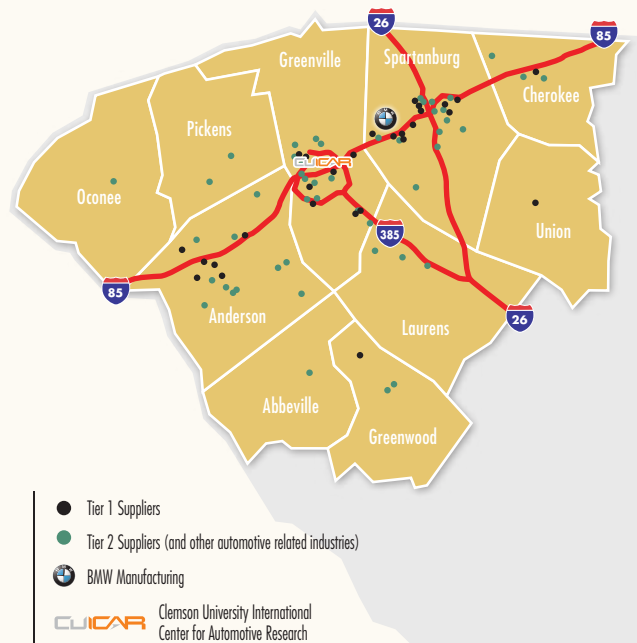 26
85
Greenville
Spartanburg
Cherokee
Pickens
CUICAR
Oconee
Union
385
85
26
Anderson
Laurens
Abbeville
Greenwood
Tier 1 Suppliers
Tier 2 Suppliers (and other automotive related industries)
BMW Manufacturing
CUICAR
Clemson University International
Center for Automotive Research